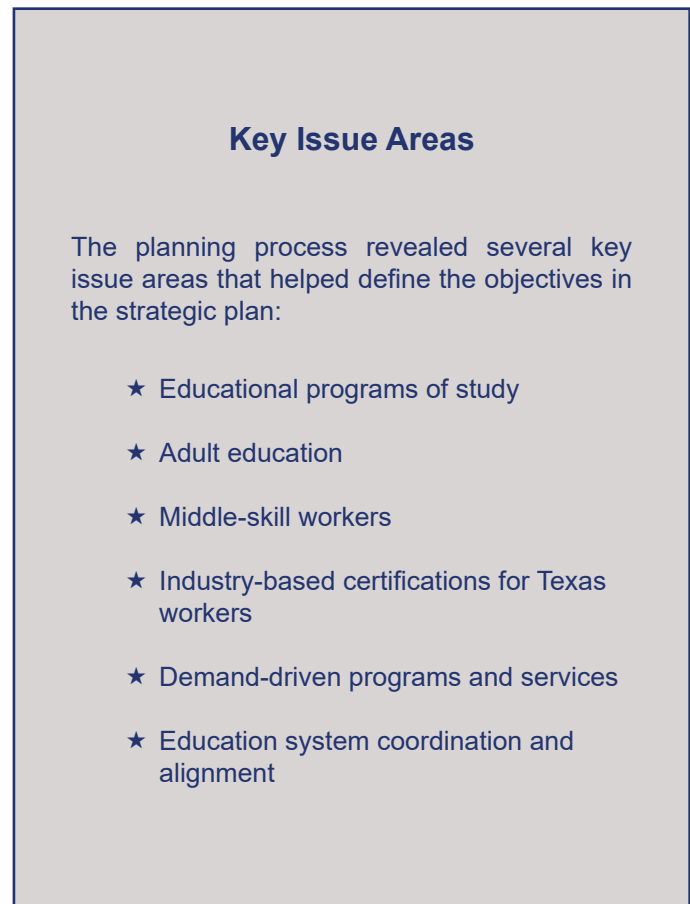 Key Issue Areas
The planning process revealed several key
issue areas that helped define the objectives in
the strategic plan:
★ Educational programs of study
★ Adult education
★ Middle-skill workers
★ Industry-based certifications for Texas
workers
★ Demand-driven programs and services
★ Education system coordination and
alignment